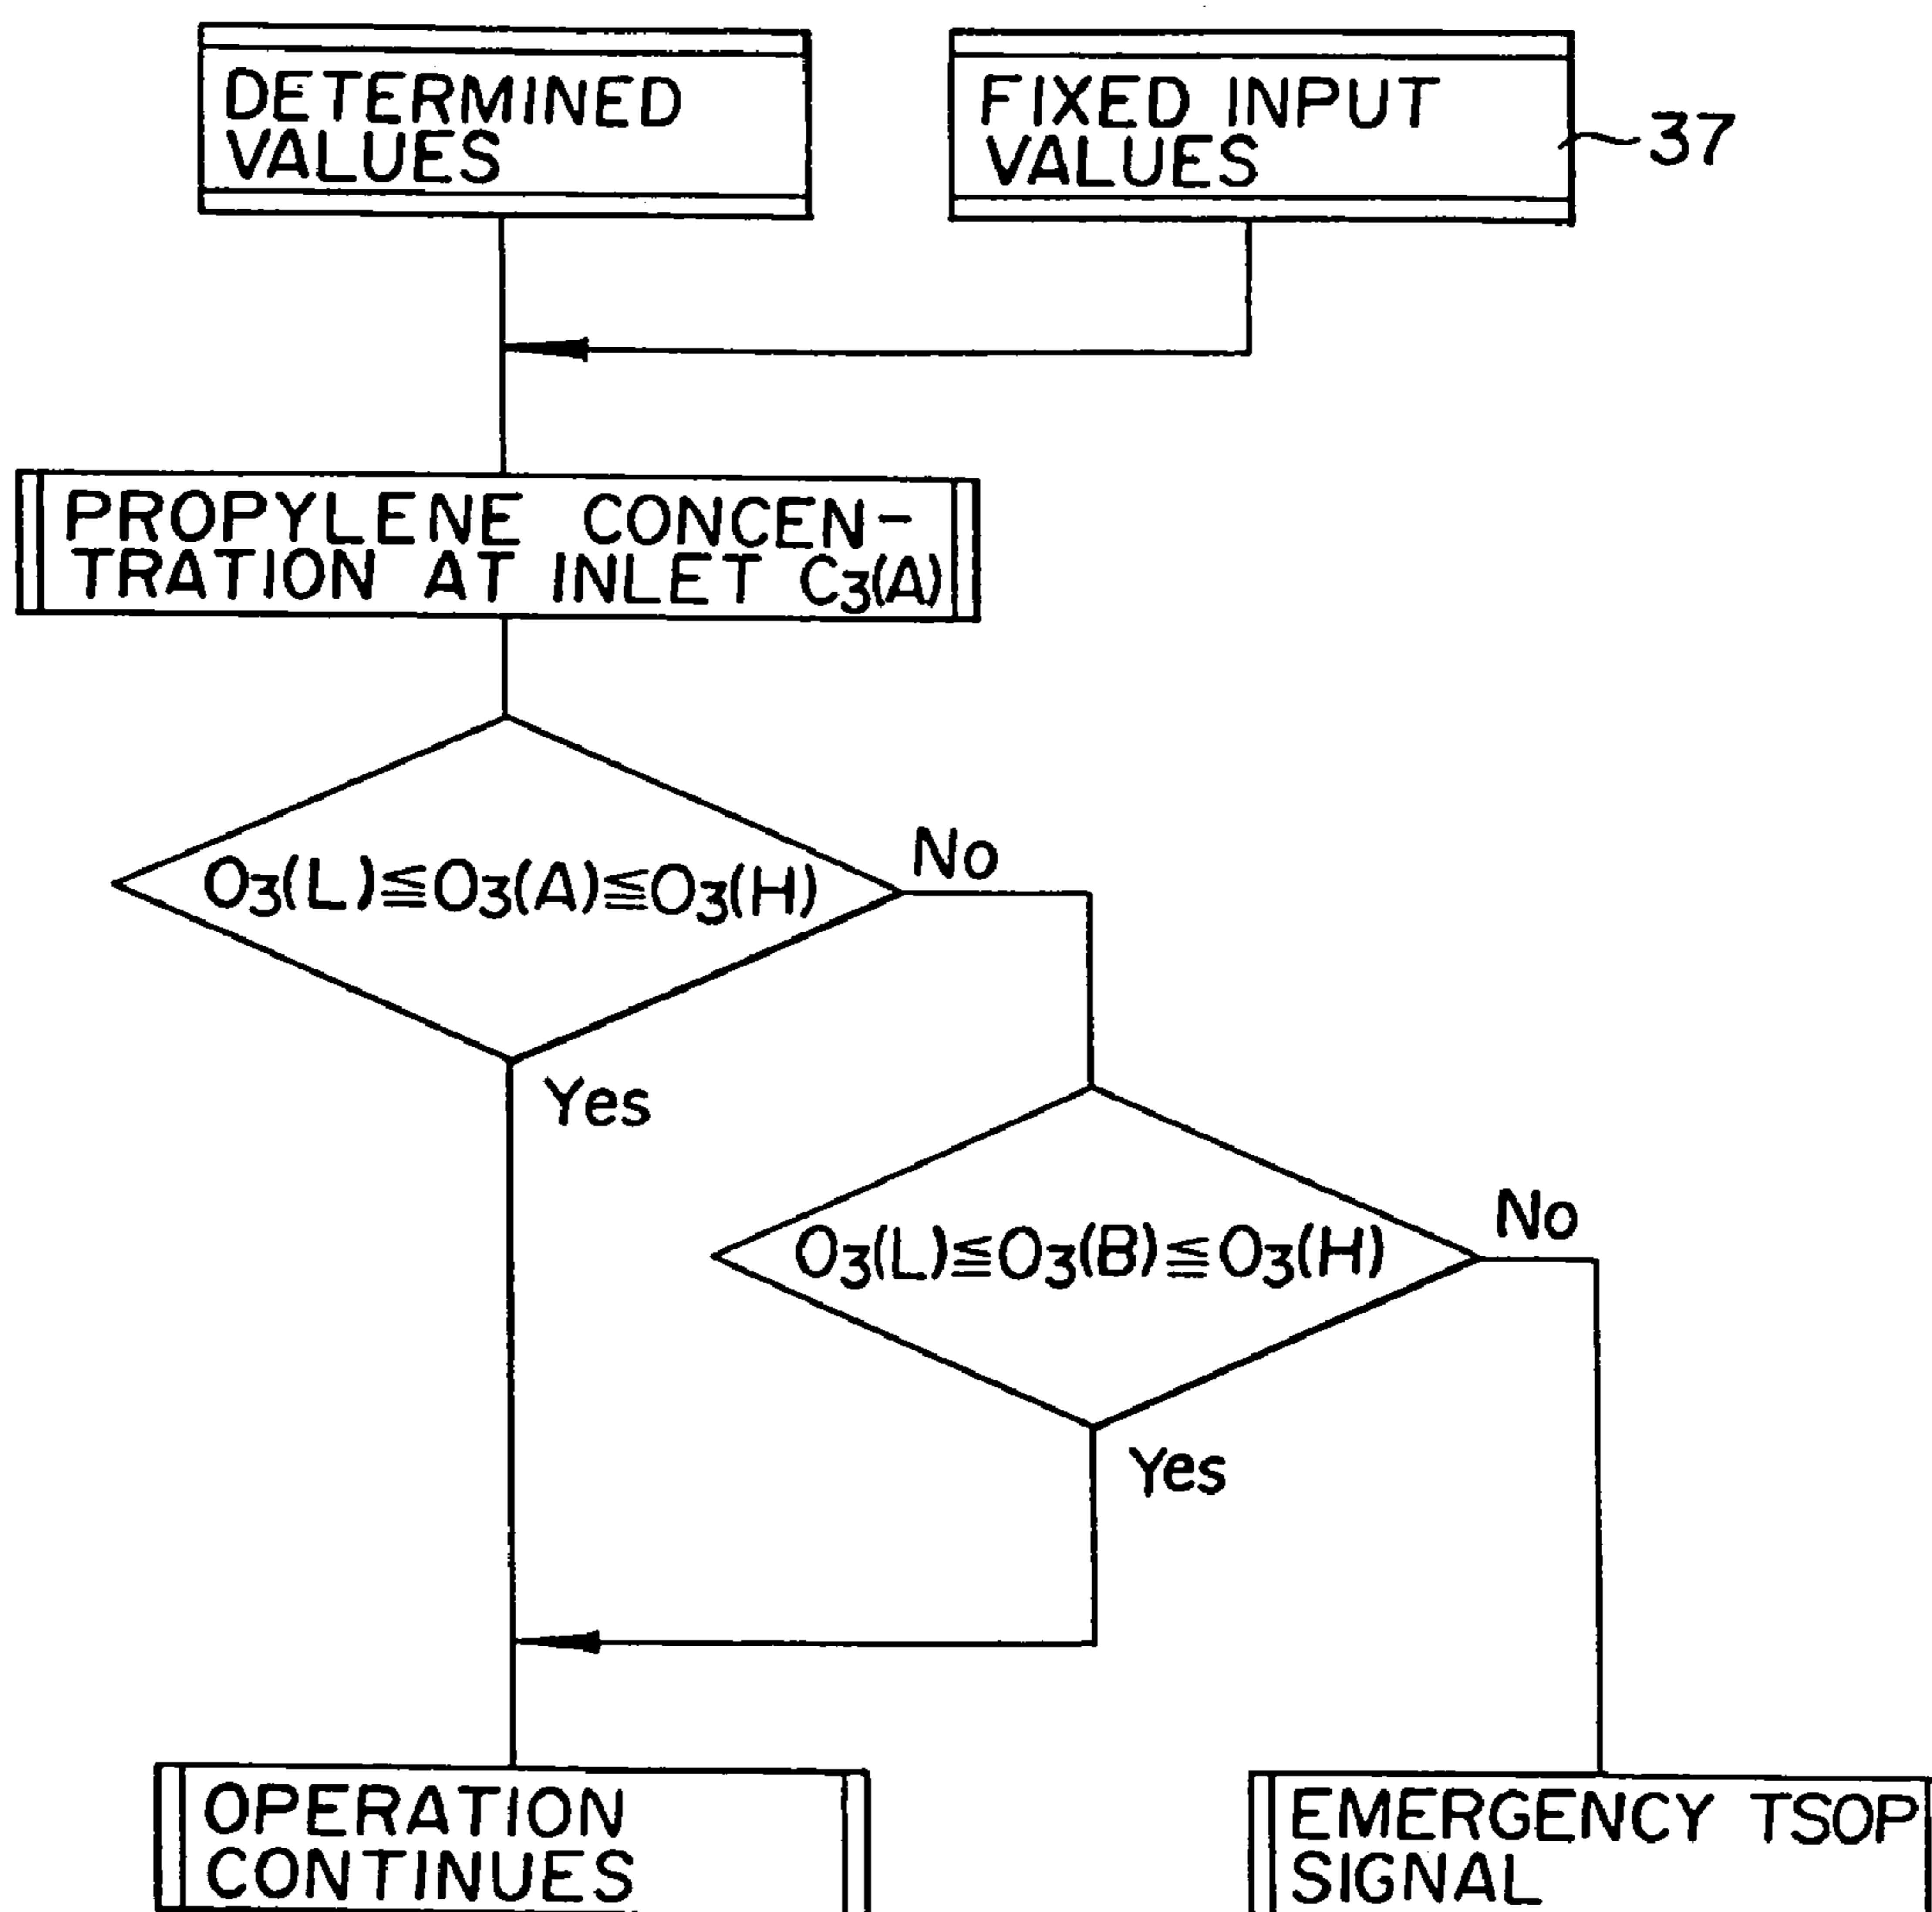 DETERMINED
VALUES
FIXED INPUT
VALUES
37
PROPYLENE CONCEN-
TRATION AT INLET C₃(A)
O₃(L)≦O₃(A)≦O₃(H)
No
Yes
O₃(L)≦O₃(B)≦O₃(H)
No
Yes
OPERATION
CONTINUES
EMERGENCY TSOP
SIGNAL